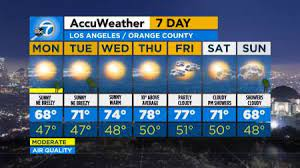 7
abc
AccuWeather 7 DAY
LOS ANGELES / ORANGE COUNTY
MON TUE WED THU FRI SAT SUN
SUNNY NE BREEZY SUNNY NE BREEZY SUNNY WARM 10° ABOVE AVERAGE PARTLY CLOUDY CLOUDY PM SHOWERS SHOWERS CLOUDY
68° 71° 74° 78° 77° 71° 68°
47° 47° 48° 50° 51° 50° 48°
MODERATE
AIR QUALITY